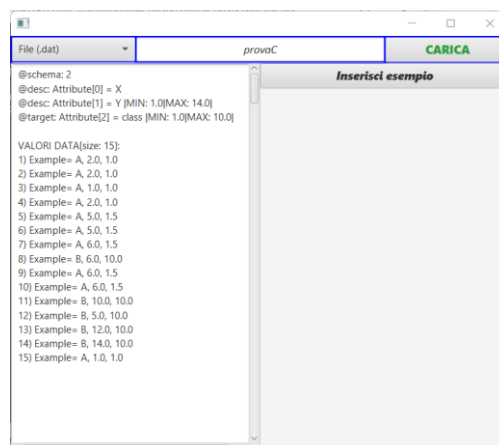 File (.dat)
provaC
CARICA
@schema: 2
@desc: Attribute[0] = X
@desc: Attribute[1] = Y |MIN: 1.0|MAX: 14.0|
@target: Attribute[2] = class |MIN: 1.0|MAX: 10.0|
VALORI DATA[size: 15]:
1) Example= A, 2.0, 1.0
2) Example= A, 2.0, 1.0
3) Example= A, 1.0, 1.0
4) Example= A, 2.0, 1.0
5) Example= A, 5.0, 1.5
6) Example= A, 5.0, 1.5
7) Example= A, 6.0, 1.5
8) Example= B, 6.0, 10.0
9) Example= A, 6.0, 1.5
10) Example= A, 6.0, 1.5
11) Example= B, 10.0, 10.0
12) Example= B, 5.0, 10.0
13) Example= B, 12.0, 10.0
14) Example= B, 14.0, 10.0
15) Example= A, 1.0, 1.0
Inserisci esempio